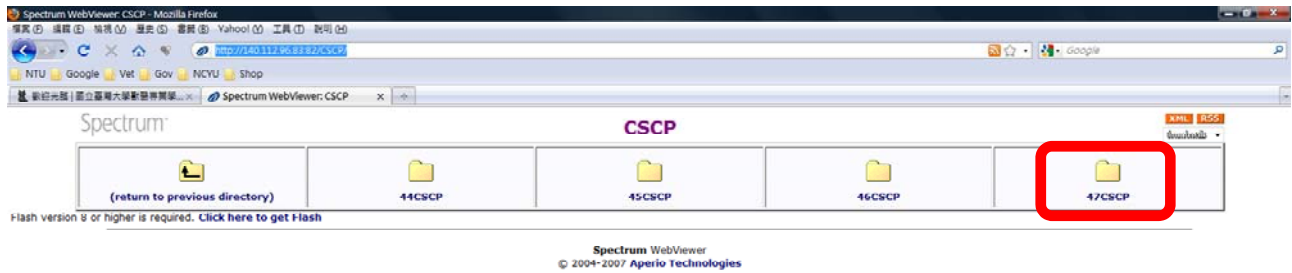 Spectrum WebViewer: CSCP - Mozilla Firefox
檔案(F) 編輯(E) 檢視(V) 歷史(S) 書籤(B) Yahoo!(Y) 工具(T) 說明(H)
http://140.112.96.83:82/CSCP/
Google
NTU Google Vet Gov NCYU Shop
Spectrum WebViewer: CSCP
Spectrum
CSCP
XML RSS
(return to previous directory) 44CSCP 45CSCP 46CSCP 47CSCP
Flash version 8 or higher is required. Click here to get Flash
Spectrum WebViewer
© 2004-2007 Aperio Technologies